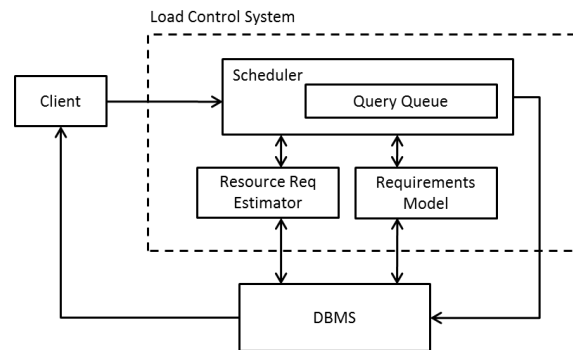 Load Control System
Scheduler
Query Queue
Client
Resource Req
Estimator
Requirements
Model
DBMS